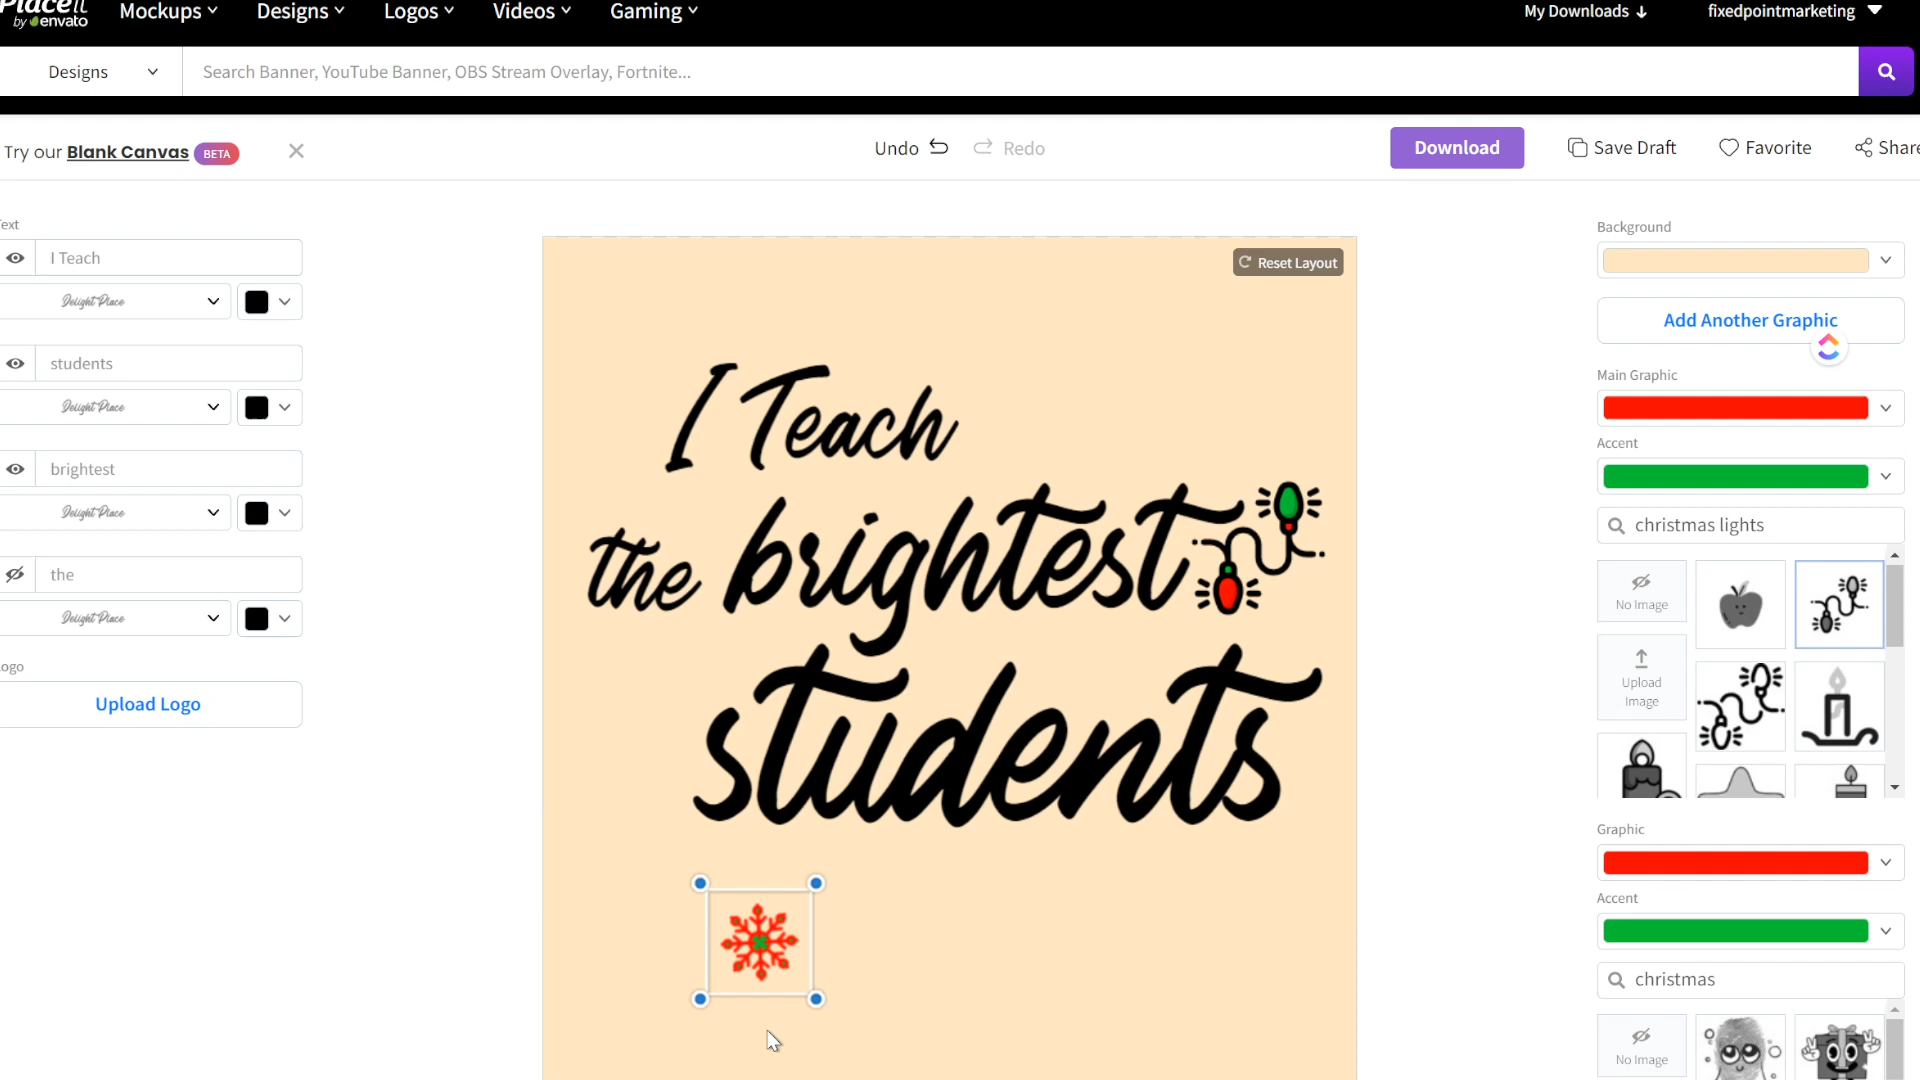 Placeit
by envato
Mockups
Designs
Logos
Videos
Gaming
My Downloads
fixedpointmarketing
Designs
Search Banner, YouTube Banner, OBS Stream Overlay, Fortnite...
Try our Blank Canvas BETA
Undo
Redo
Download
Save Draft
Favorite
Share
ext
I Teach
Delight Place
students
Delight Place
brightest
Delight Place
the
Delight Place
ogo
Upload Logo
Reset Layout
I Teach
the brightest
students
Background
Add Another Graphic
Main Graphic
Accent
christmas lights
No Image
Upload
Image
Graphic
Accent
christmas
No Image